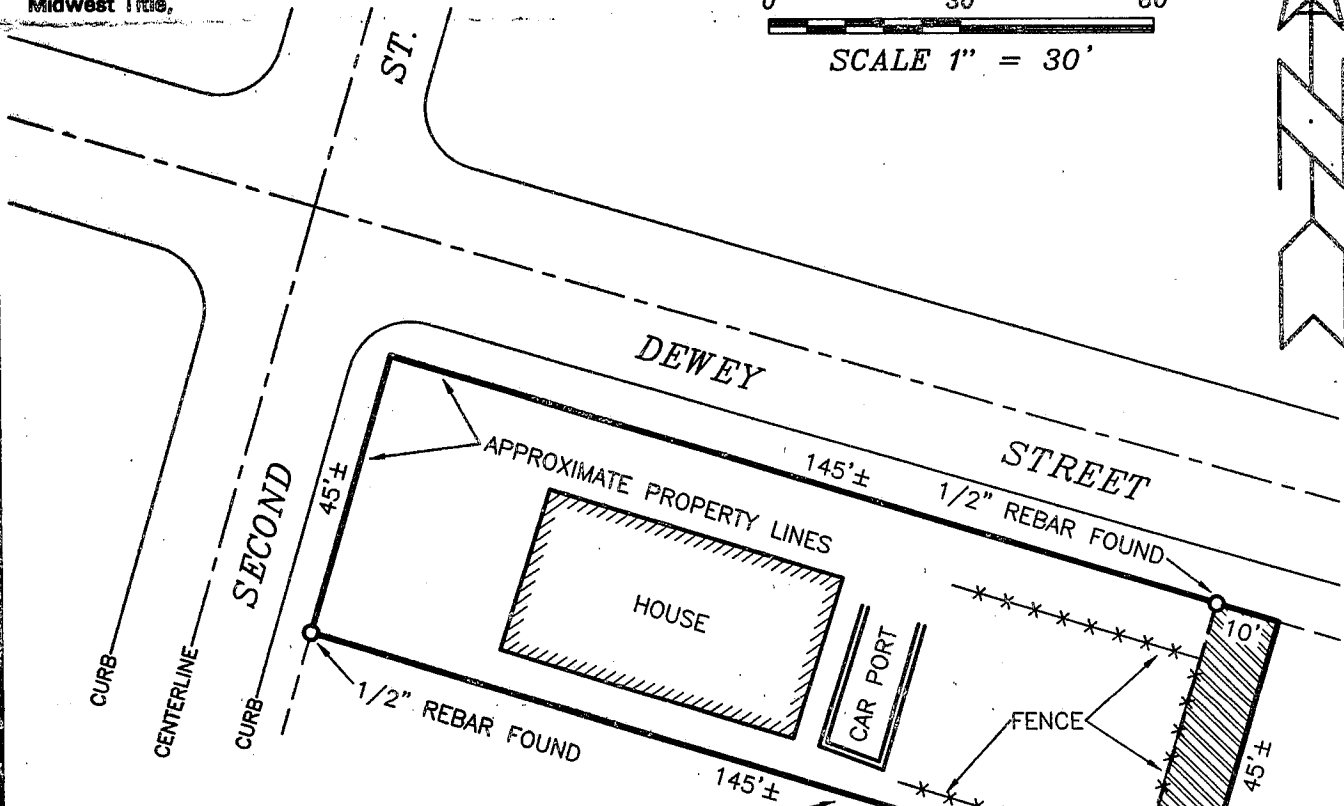 Midwest Title,
0 30 60
SCALE 1" = 30'
ST.
DEWEY
STREET
SECOND
45'±
APPROXIMATE PROPERTY LINES
145'±
1/2" REBAR FOUND
HOUSE
CAR PORT
10'
FENCE
45'±
CURB
CENTERLINE
CURB
1/2" REBAR FOUND
145'±